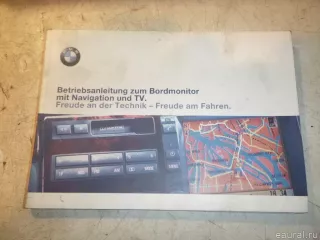 Betriebsanleitung zum Bordmonitor
mit Navigation und TV.
Freude an der Technik – Freude am Fahren.
eaural.ru